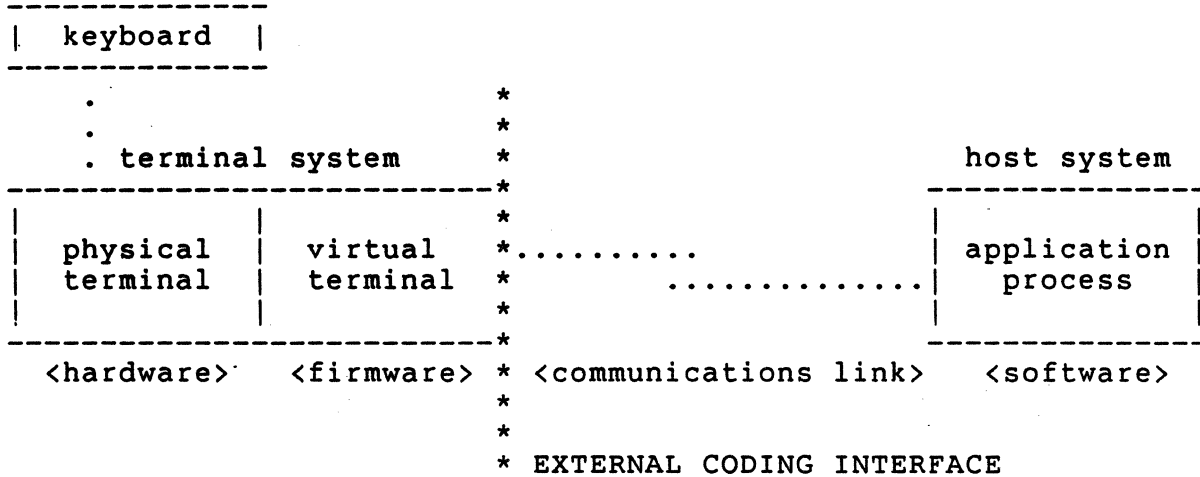 keyboard
terminal system
host system
physical terminal
virtual terminal
application process
<hardware> <firmware> <communications link> <software>
EXTERNAL CODING INTERFACE